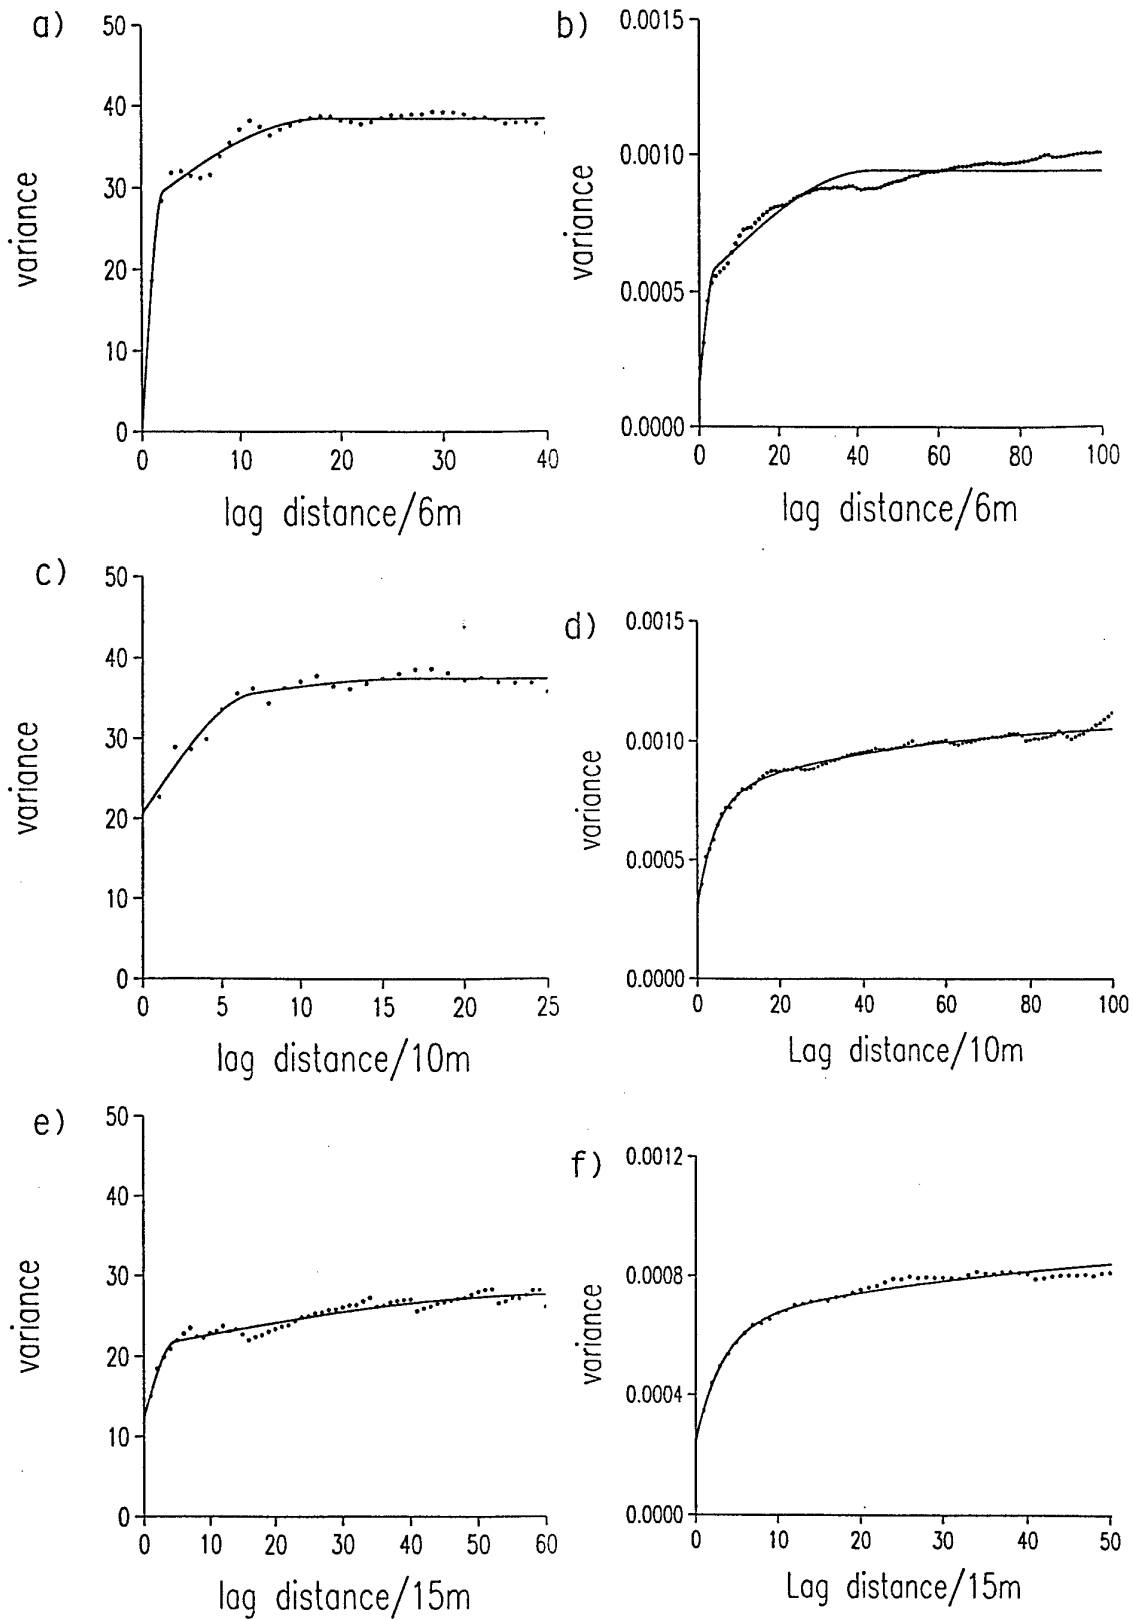 a)
50
40
30
20
10
0
variance
0 10 20 30 40
lag distance/6m
b)
0.0015
0.0010
0.0005
0.0000
variance
0 20 40 60 80 100
lag distance/6m
c)
50
40
30
20
10
0
variance
0 5 10 15 20 25
lag distance/10m
d)
0.0015
0.0010
0.0005
0.0000
variance
0 20 40 60 80 100
Lag distance/10m
e)
50
40
30
20
10
0
variance
0 10 20 30 40 50 60
lag distance/15m
f)
0.0012
0.0008
0.0004
0.0000
variance
0 10 20 30 40 50
Lag distance/15m